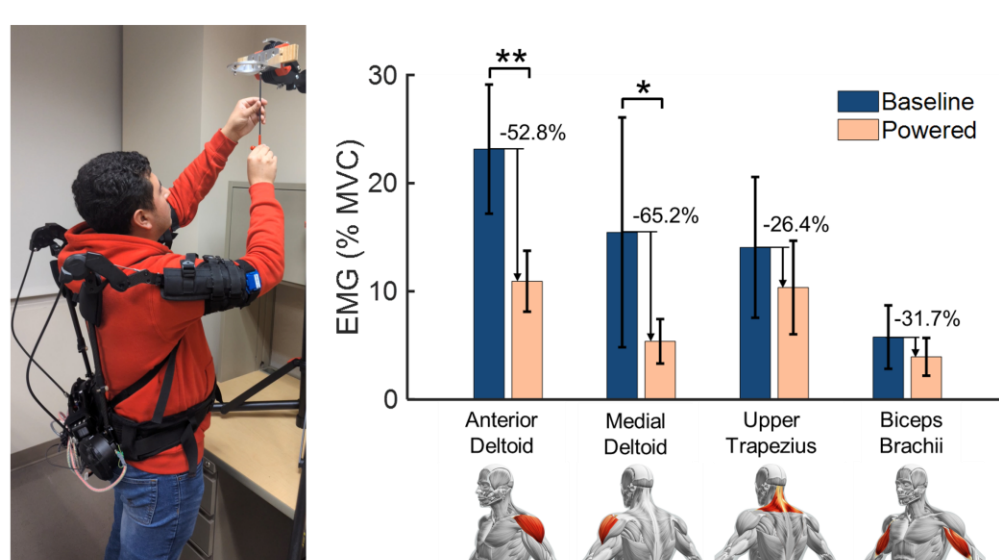 **
*
30
20
10
0
EMG (% MVC)
-52.8%
-65.2%
-26.4%
-31.7%
Baseline
Powered
Anterior
Deltoid
Medial
Deltoid
Upper
Trapezius
Biceps
Brachii